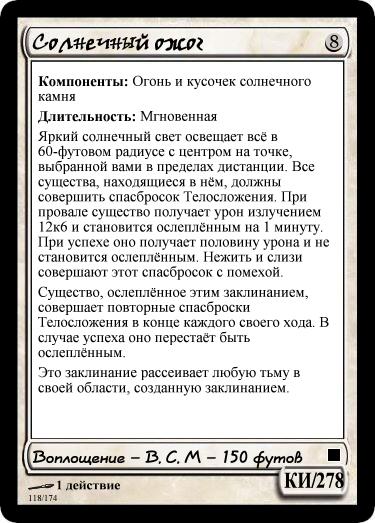 Солнечный ожог
8
Компоненты: Огонь и кусочек солнечного
камня
Длительность: Мгновенная
Яркий солнечный свет освещает всё в
60-футовом радиусе с центром на точке,
выбранной вами в пределах дистанции. Все
существа, находящиеся в нём, должны
совершить спасбросок Телосложения. При
провале существо получает урон излучением
12к6 и становится ослеплённым на 1 минуту.
При успехе оно получает половину урона и не
становится ослеплённым. Нежить и слизи
совершают этот спасбросок с помехой.
Существо, ослеплённое этим заклинанием,
совершает повторные спасброски
Телосложения в конце каждого своего хода. В
случае успеха оно перестаёт быть
ослеплённым.
Это заклинание рассеивает любую тьму в
своей области, созданную заклинанием.
Воплощение – В, С, М – 150 футов
КИ/278
1 действие
118/174